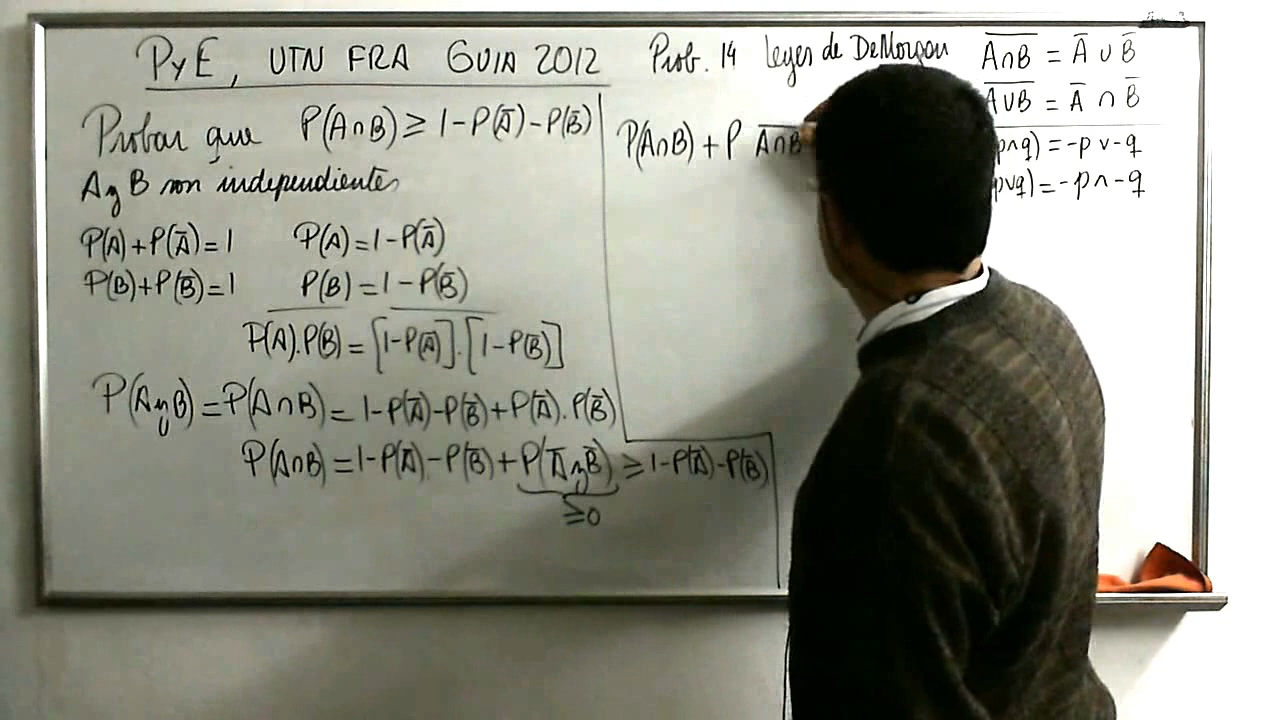 PyE, UTN FRA GUIA 2012
Prob. 14 Leyes de DeMorgan
A̅∩̅B̅ = A̅ ∪ B̅
A̅∪̅B̅ = A̅ ∩ B̅
p∧q) = -p ∨ -q
p∨q) = -p ∧ -q
Probar que P(A∩B) ≥ 1-P(A̅)-P(B̅)
A y B son independientes
P(A)+P(A̅)=1 P(A)=1-P(A̅)
P(B)+P(B̅)=1 P(B)=1-P(B̅)
P(A).P(B)=[1-P(A̅)].[1-P(B̅)]
P(A y B)=P(A∩B)=1-P(A̅)-P(B̅)+P(A̅).P(B̅)
P(A∩B)=1-P(A̅)-P(B̅)+P(A̅ y B̅) ≥ 1-P(A̅)-P(B̅)
≥0
P(A∩B)+P A̅∩̅B̅